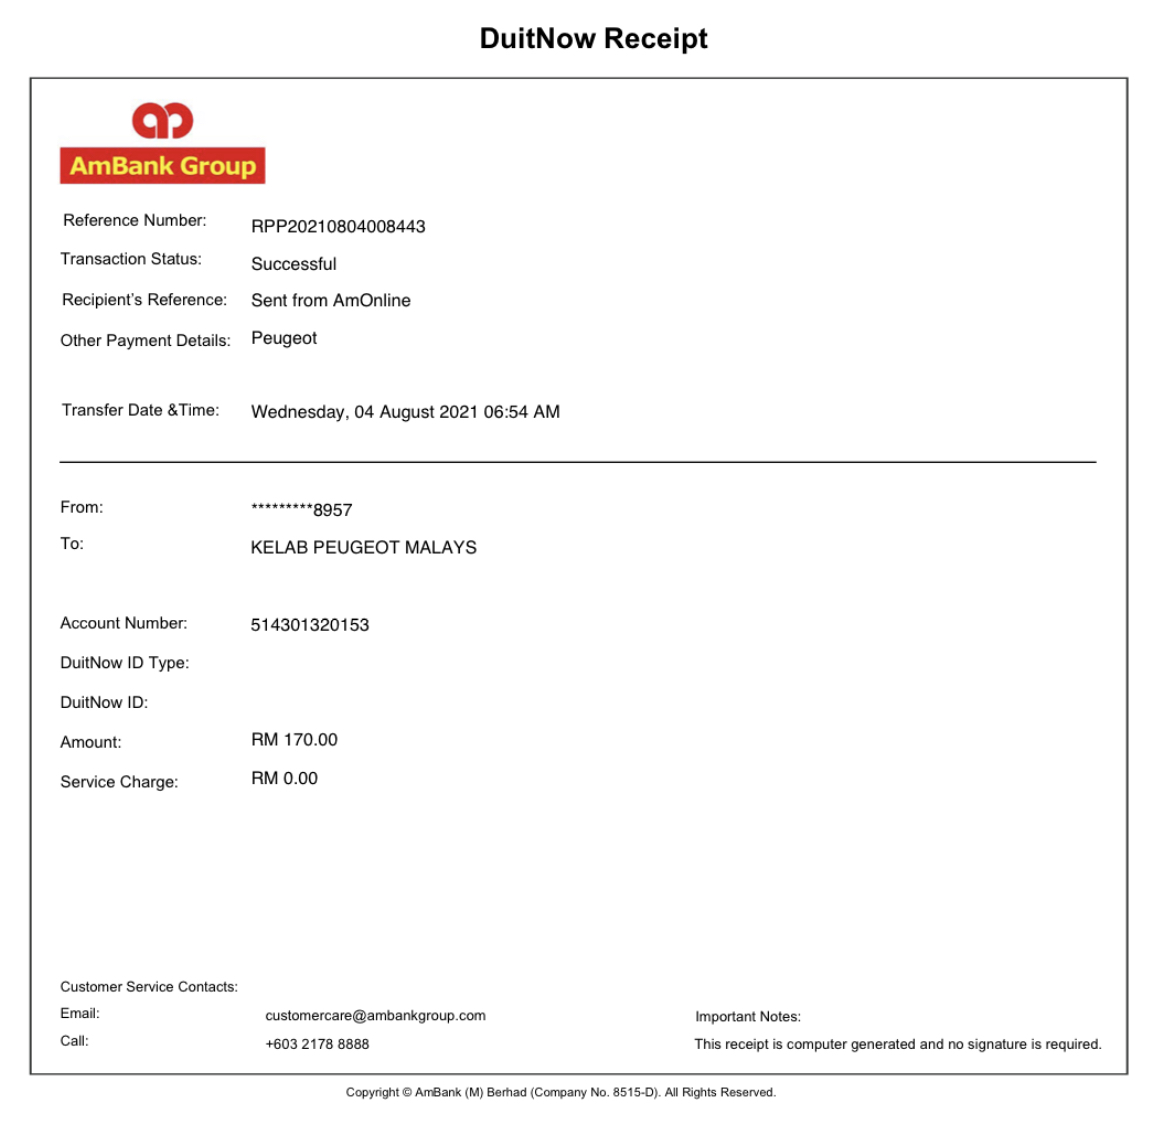 DuitNow Receipt
AmBank Group
Reference Number: RPP20210804008443
Transaction Status: Successful
Recipient's Reference: Sent from AmOnline
Other Payment Details: Peugeot
Transfer Date &Time: Wednesday, 04 August 2021 06:54 AM
From: *********8957
To: KELAB PEUGEOT MALAYS
Account Number: 514301320153
DuitNow ID Type:
DuitNow ID:
Amount: RM 170.00
Service Charge: RM 0.00
Customer Service Contacts:
Email: customercare@ambankgroup.com Important Notes:
Call: +603 2178 8888 This receipt is computer generated and no signature is required.
Copyright © AmBank (M) Berhad (Company No. 8515-D). All Rights Reserved.